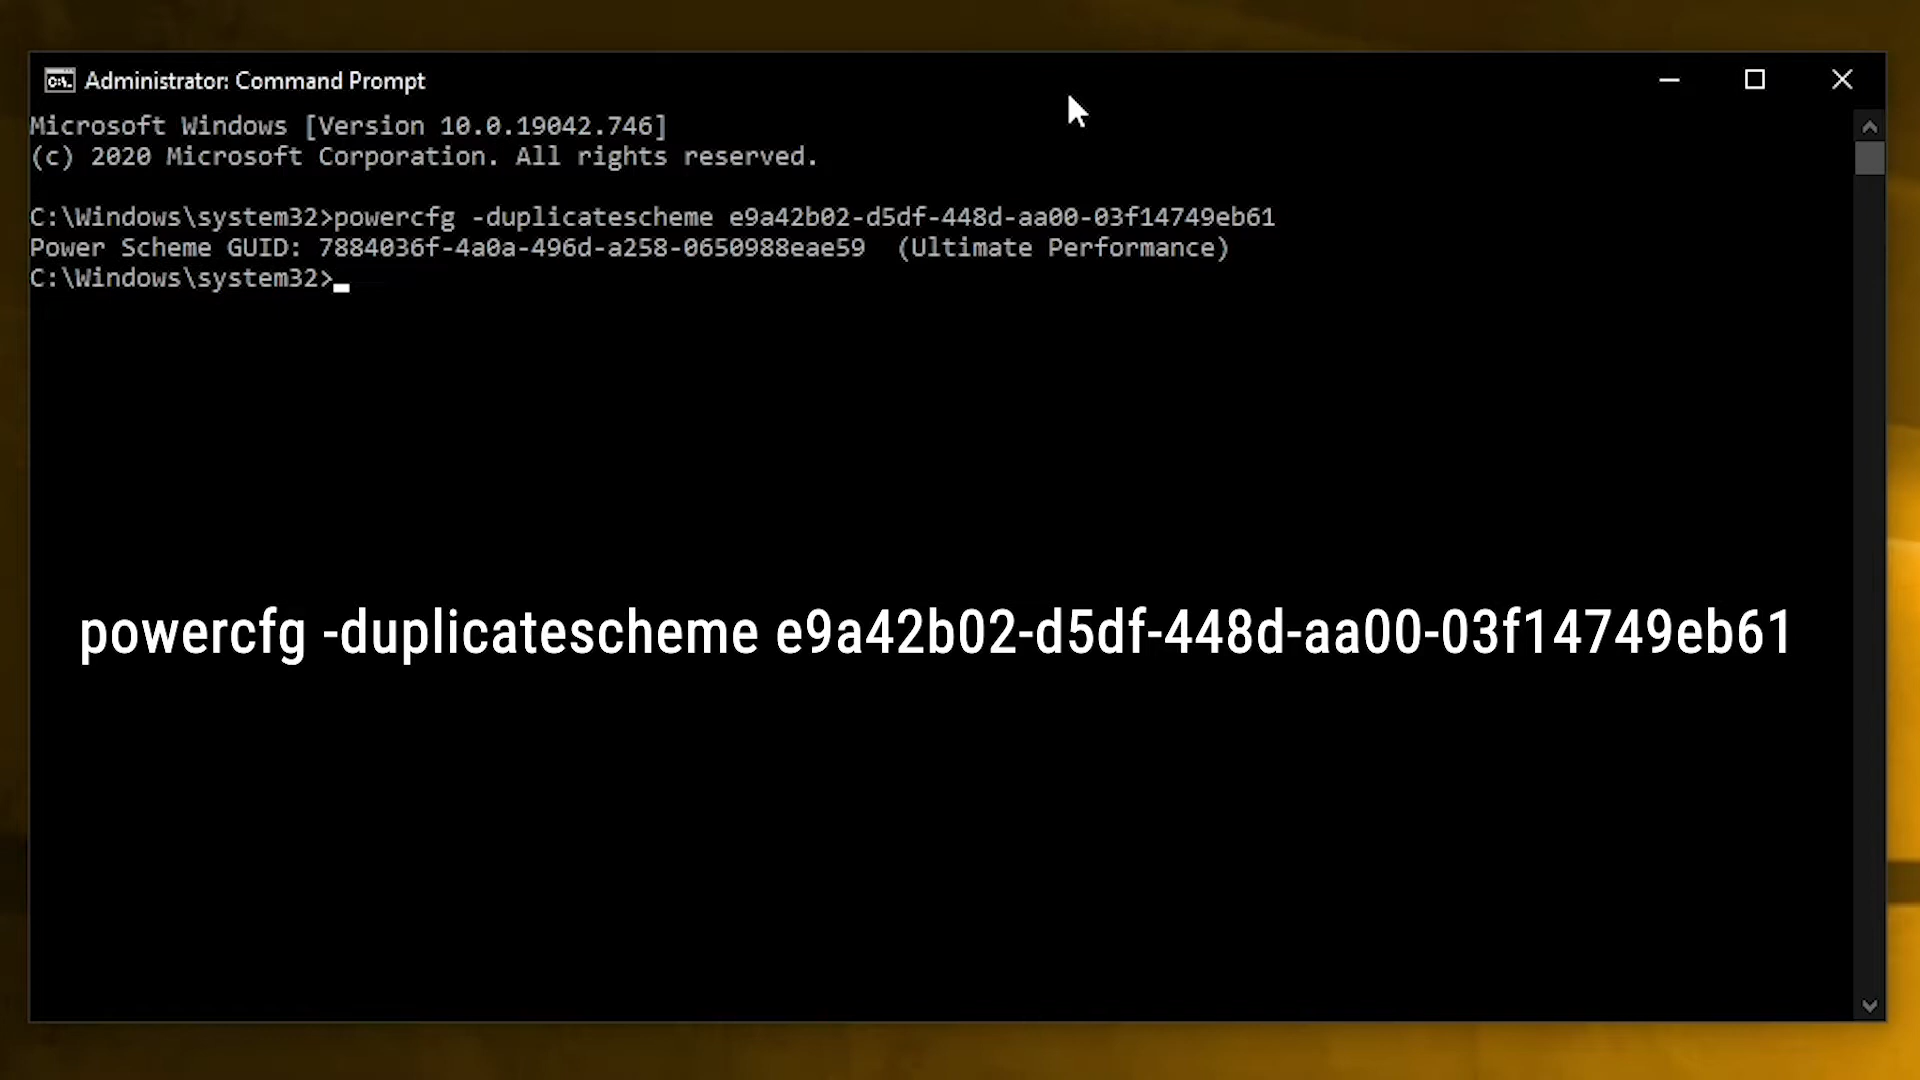 Administrator: Command Prompt
Microsoft Windows [Version 10.0.19042.746]
(c) 2020 Microsoft Corporation. All rights reserved.
C:\Windows\system32>powercfg -duplicatescheme e9a42b02-d5df-448d-aa00-03f14749eb61
Power Scheme GUID: 7884036f-4a0a-496d-a258-0650988eae59  (Ultimate Performance)
C:\Windows\system32>
powercfg -duplicatescheme e9a42b02-d5df-448d-aa00-03f14749eb61